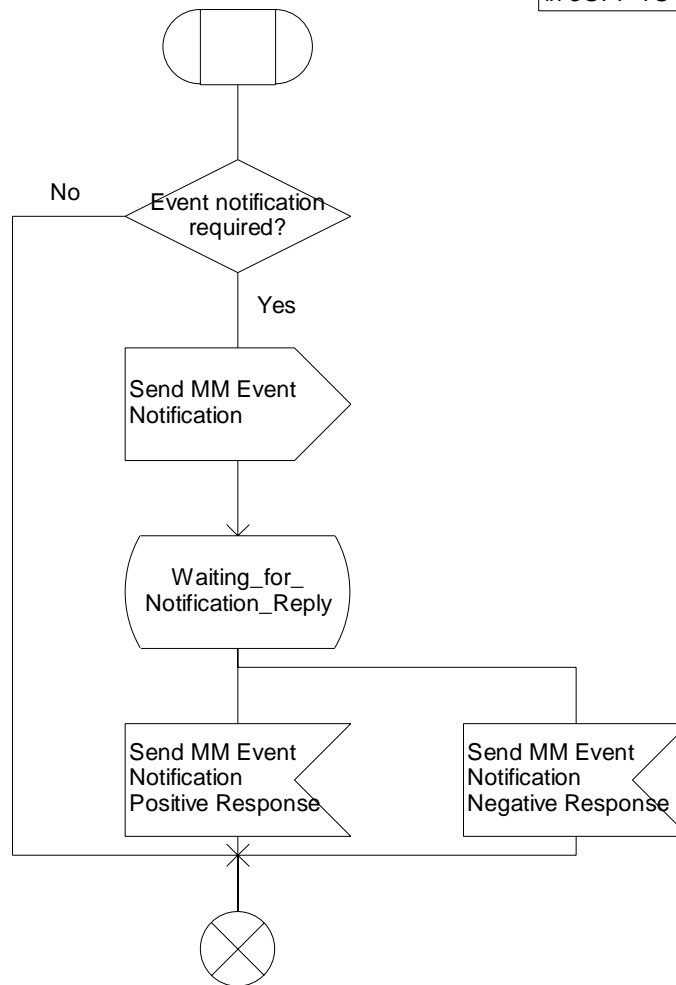 No
Event notification
required?
Yes
Send MM Event
Notification
Waiting_for_
Notification_Reply
Send MM Event
Notification
Positive Response
Send MM Event
Notification
Negative Response